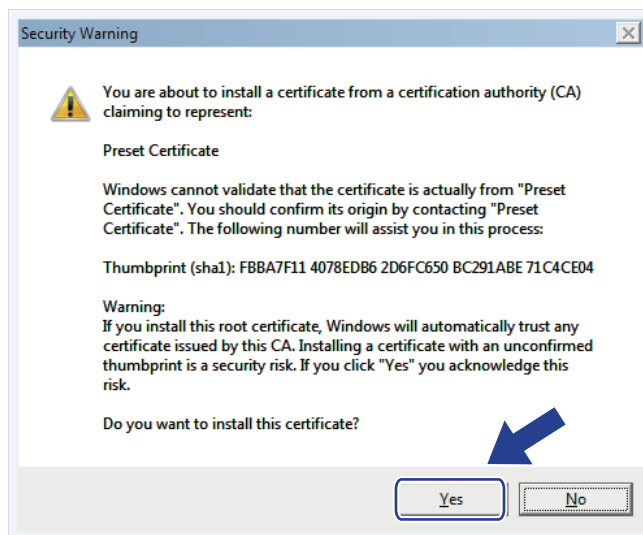 Security Warning
You are about to install a certificate from a certification authority (CA)
claiming to represent:
Preset Certificate
Windows cannot validate that the certificate is actually from "Preset
Certificate". You should confirm its origin by contacting "Preset
Certificate". The following number will assist you in this process:
Thumbprint (sha1): FBBA7F11 4078EDB6 2D6FC650 BC291ABE 71C4CE04
Warning:
If you install this root certificate, Windows will automatically trust any
certificate issued by this CA. Installing a certificate with an unconfirmed
thumbprint is a security risk. If you click "Yes" you acknowledge this
risk.
Do you want to install this certificate?
Yes No